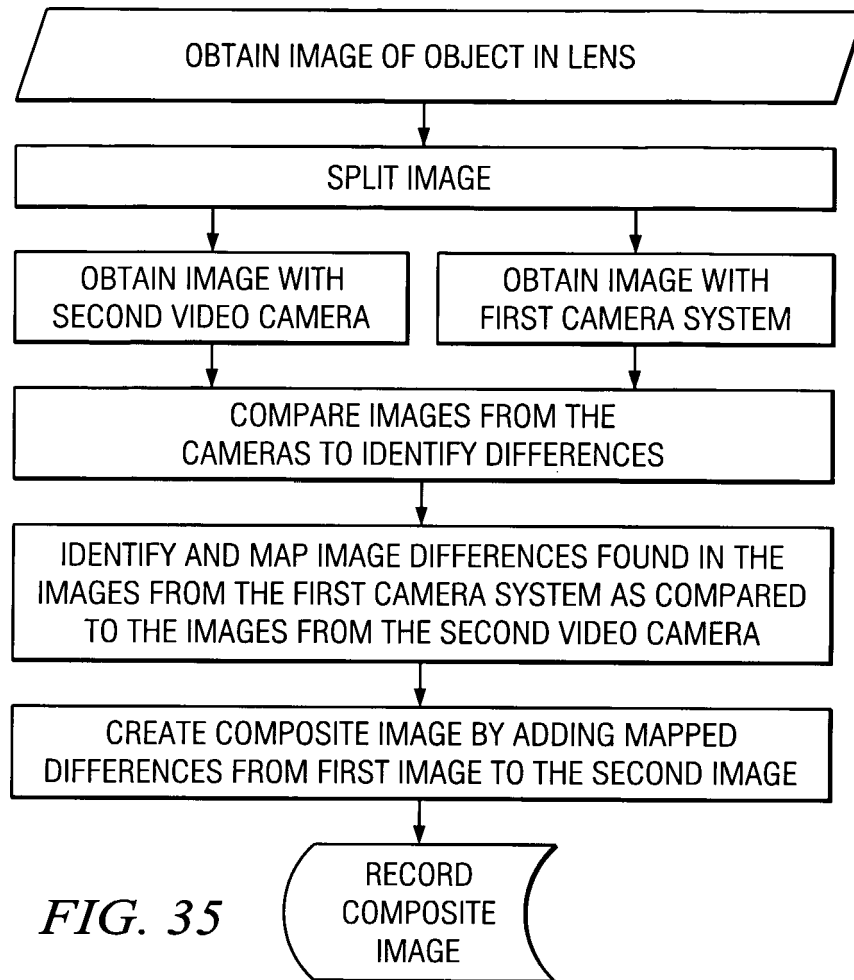 OBTAIN IMAGE OF OBJECT IN LENS
SPLIT IMAGE
OBTAIN IMAGE WITH
SECOND VIDEO CAMERA
OBTAIN IMAGE WITH
FIRST CAMERA SYSTEM
COMPARE IMAGES FROM THE
CAMERAS TO IDENTIFY DIFFERENCES
IDENTIFY AND MAP IMAGE DIFFERENCES FOUND IN THE
IMAGES FROM THE FIRST CAMERA SYSTEM AS COMPARED
TO THE IMAGES FROM THE SECOND VIDEO CAMERA
CREATE COMPOSITE IMAGE BY ADDING MAPPED
DIFFERENCES FROM FIRST IMAGE TO THE SECOND IMAGE
RECORD
COMPOSITE
IMAGE
FIG. 35